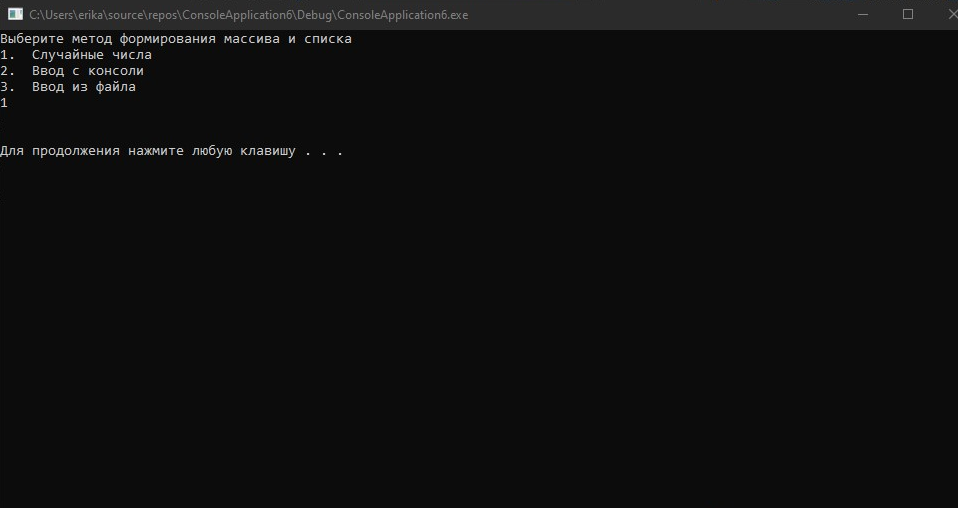 C:\Users\erika\source\repos\ConsoleApplication6\Debug\ConsoleApplication6.exe
Выберите метод формирования массива и списка
1.  Случайные числа
2.  Ввод с консоли
3.  Ввод из файла
1
Для продолжения нажмите любую клавишу . . .